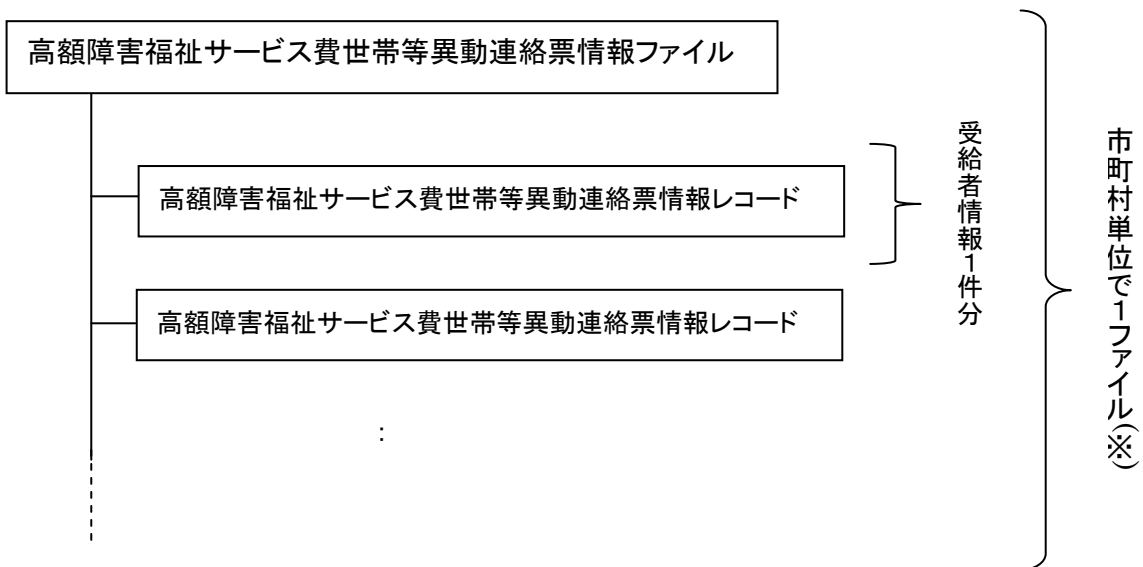 高額障害福祉サービス費世帯等異動連絡票情報ファイル
高額障害福祉サービス費世帯等異動連絡票情報レコード
高額障害福祉サービス費世帯等異動連絡票情報レコード
:
受給者情報１件分
市町村単位で１ファイル(※)